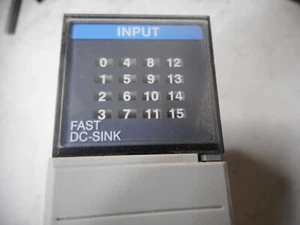 INPUT
0 4 8 12
1 5 9 13
2 6 10 14
3 7 11 15
FAST
DC-SINK